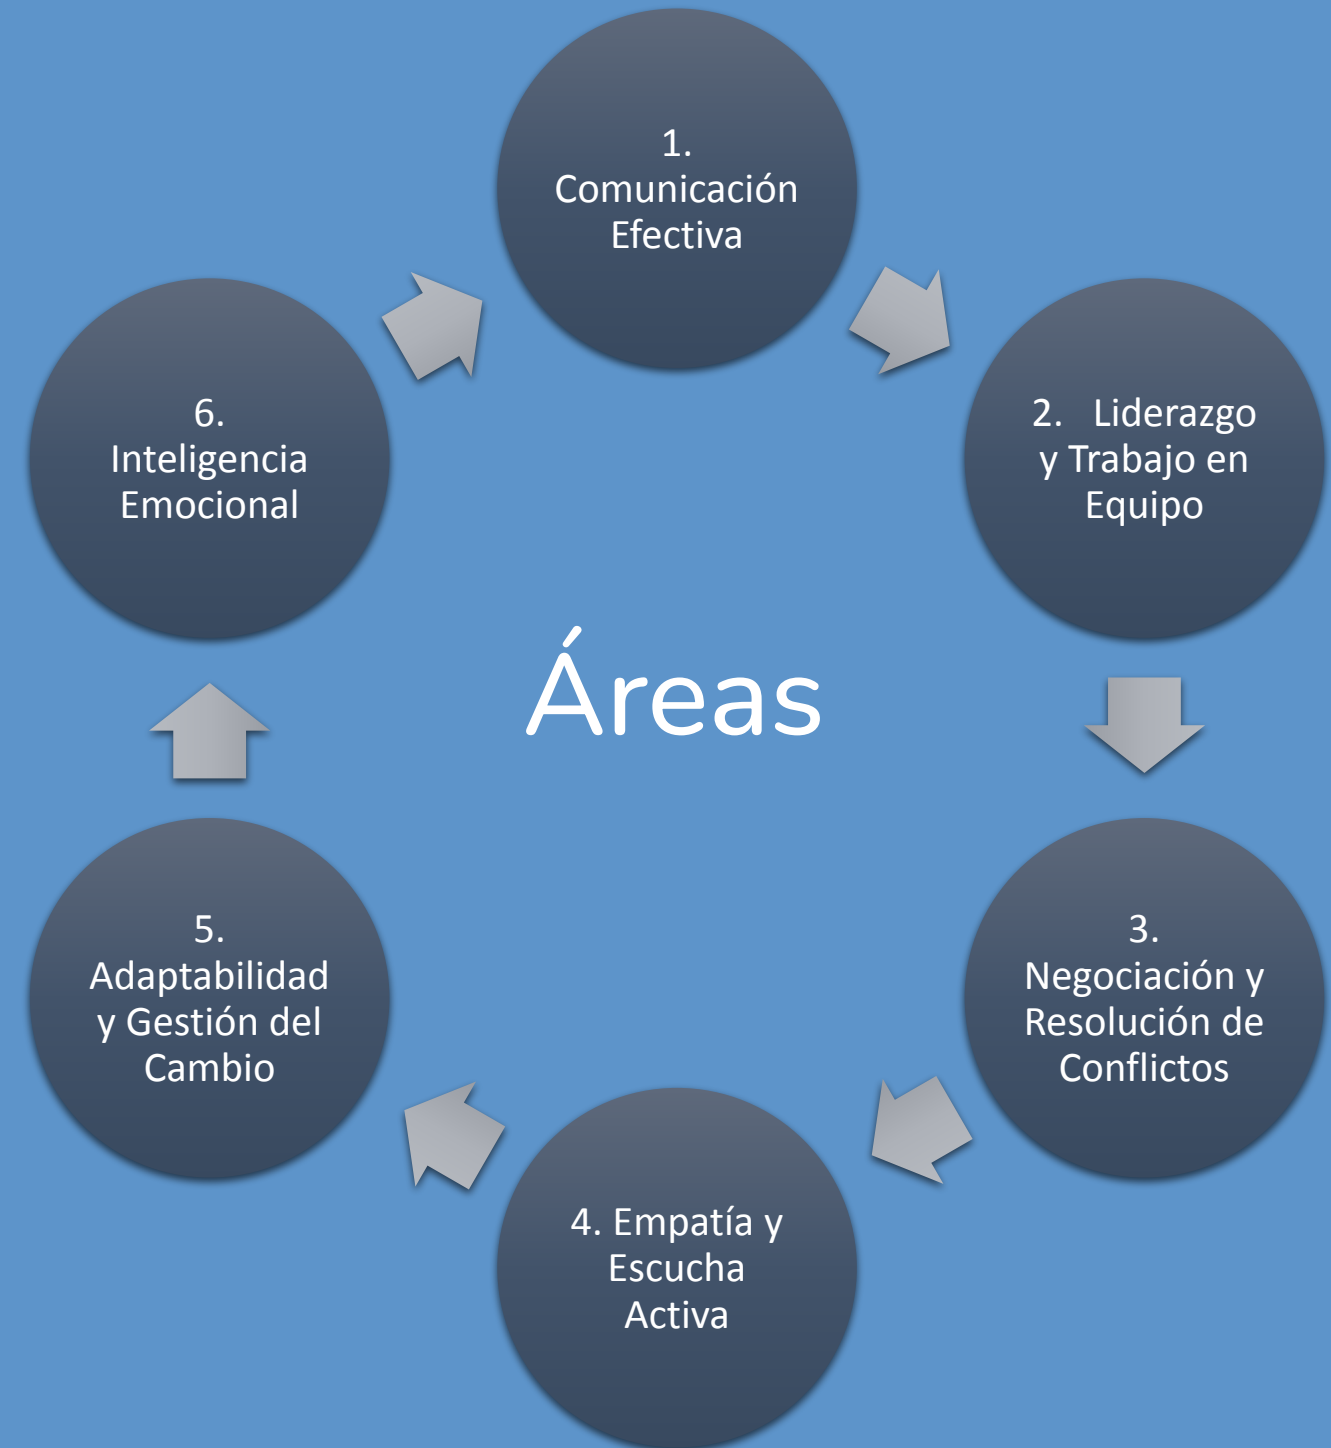 1.
Comunicación
Efectiva
2. Liderazgo
y Trabajo en
Equipo
3.
Negociación y
Resolución de
Conflictos
4. Empatía y
Escucha
Activa
5.
Adaptabilidad
y Gestión del
Cambio
6.
Inteligencia
Emocional
Áreas